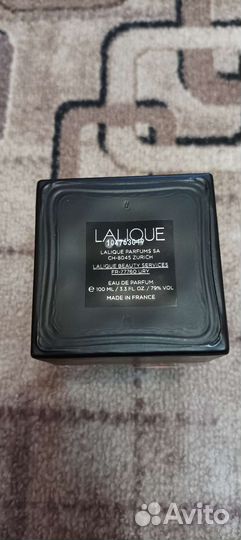 LALIQUE
LALIQUE PARFUMS SA
CH-8045 ZURICH
LALIQUE BEAUTY SERVICES
FR-77760 URY
EAU DE PARFUM
e 100 ML / 3.3 FL. OZ. / 79% VOL
MADE IN FRANCE
Avito